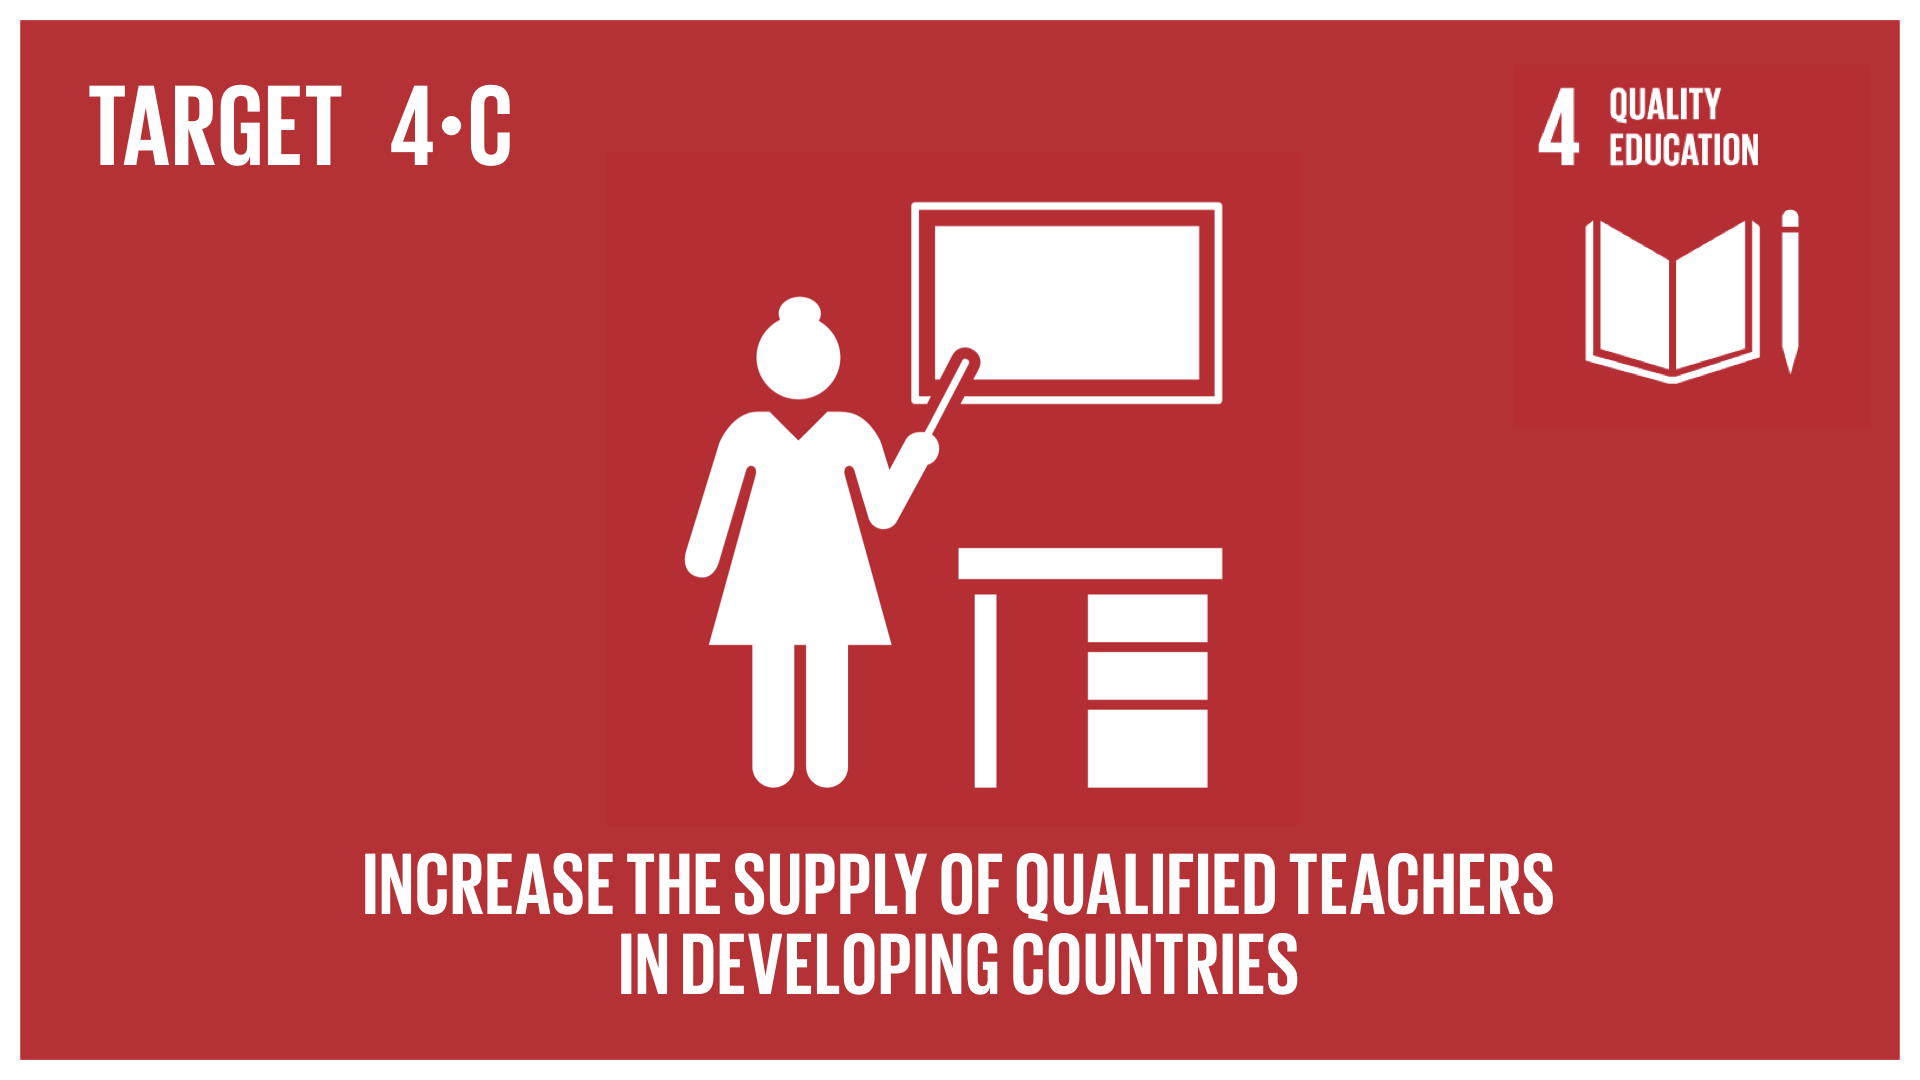 TARGET 4·C
4 QUALITY
EDUCATION
INCREASE THE SUPPLY OF QUALIFIED TEACHERS
IN DEVELOPING COUNTRIES